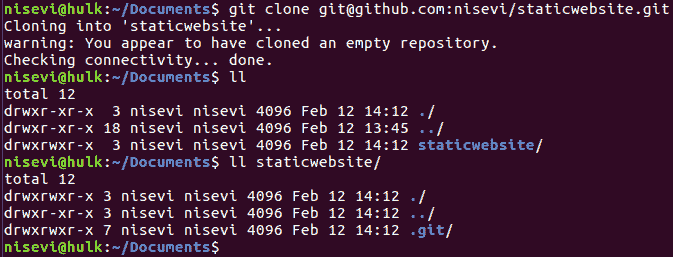 nisevi@hulk:~/Documents$ git clone git@github.com:nisevi/staticwebsite.git
Cloning into 'staticwebsite'...
warning: You appear to have cloned an empty repository.
Checking connectivity... done.
nisevi@hulk:~/Documents$ ll
total 12
drwxr-xr-x  3 nisevi nisevi 4096 Feb 12 14:12 ./
drwxr-xr-x 18 nisevi nisevi 4096 Feb 12 13:45 ../
drwxrwxr-x  3 nisevi nisevi 4096 Feb 12 14:12 staticwebsite/
nisevi@hulk:~/Documents$ ll staticwebsite/
total 12
drwxrwxr-x 3 nisevi nisevi 4096 Feb 12 14:12 ./
drwxr-xr-x 3 nisevi nisevi 4096 Feb 12 14:12 ../
drwxrwxr-x 7 nisevi nisevi 4096 Feb 12 14:12 .git/
nisevi@hulk:~/Documents$